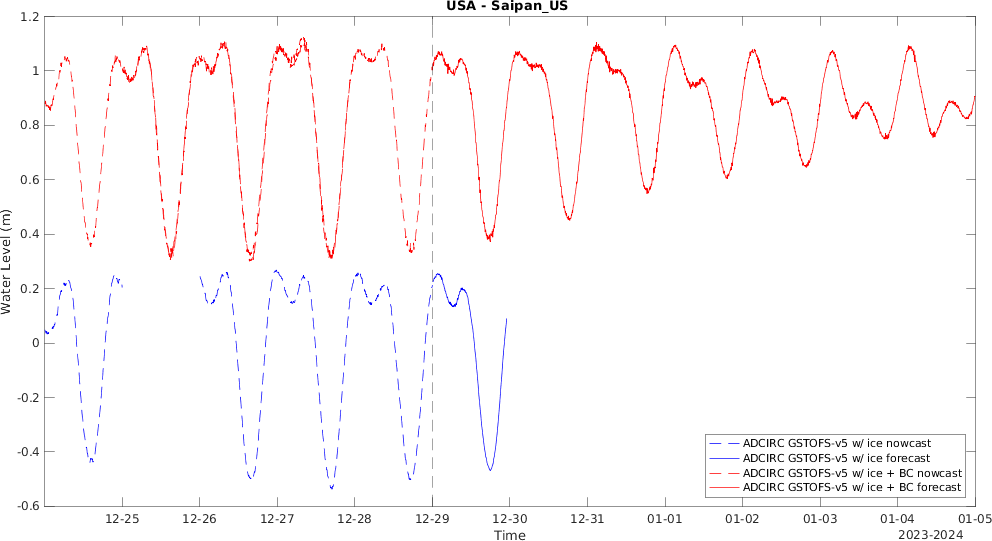 USA - Saipan_US
1.2
1
0.8
0.6
0.4
0.2
0
-0.2
-0.4
-0.6
Water Level (m)
ADCIRC GSTOFS-v5 w/ ice nowcast
ADCIRC GSTOFS-v5 w/ ice forecast
ADCIRC GSTOFS-v5 w/ ice + BC nowcast
ADCIRC GSTOFS-v5 w/ ice + BC forecast
12-25 12-26 12-27 12-28 12-29 12-30 12-31 01-01 01-02 01-03 01-04 01-05
Time
2023-2024